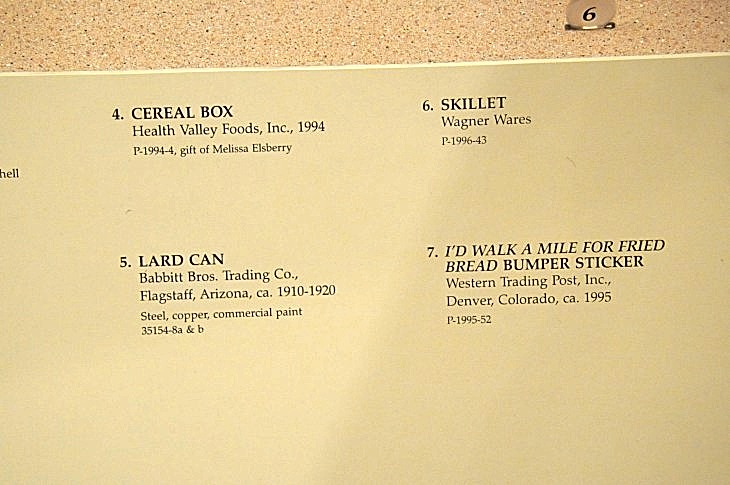 6
4. CEREAL BOX
Health Valley Foods, Inc., 1994
P-1994-4, gift of Melissa Elsberry
hell
5. LARD CAN
Babbitt Bros. Trading Co.,
Flagstaff, Arizona, ca. 1910-1920
Steel, copper, commercial paint
35154-8a & b
6. SKILLET
Wagner Wares
P-1996-43
7. I'D WALK A MILE FOR FRIED
BREAD BUMPER STICKER
Western Trading Post, Inc.,
Denver, Colorado, ca. 1995
P-1995-52